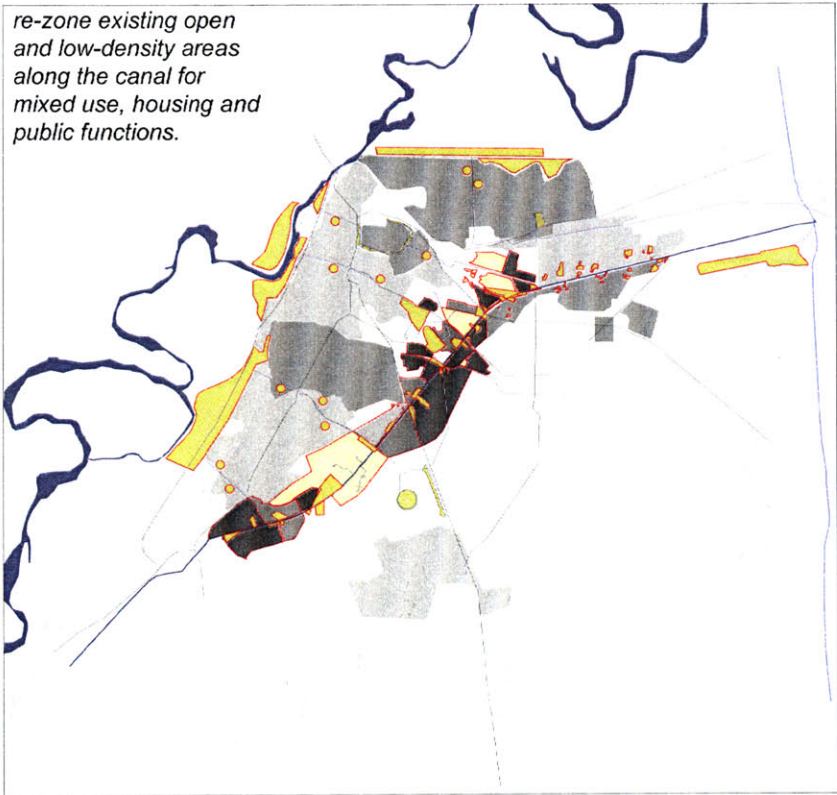 re-zone existing open
and low-density areas
along the canal for
mixed use, housing and
public functions.